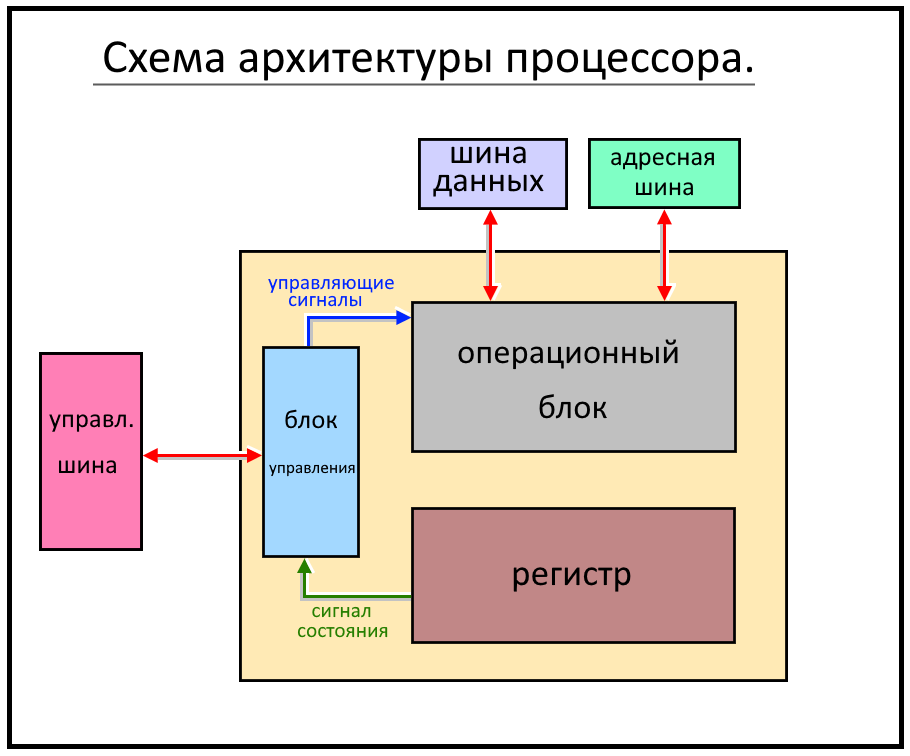 Схема архитектуры процессора.
шина
данных
адресная
шина
управляющие
сигналы
операционный
блок
управл.
шина
блок
управления
регистр
сигнал
состояния